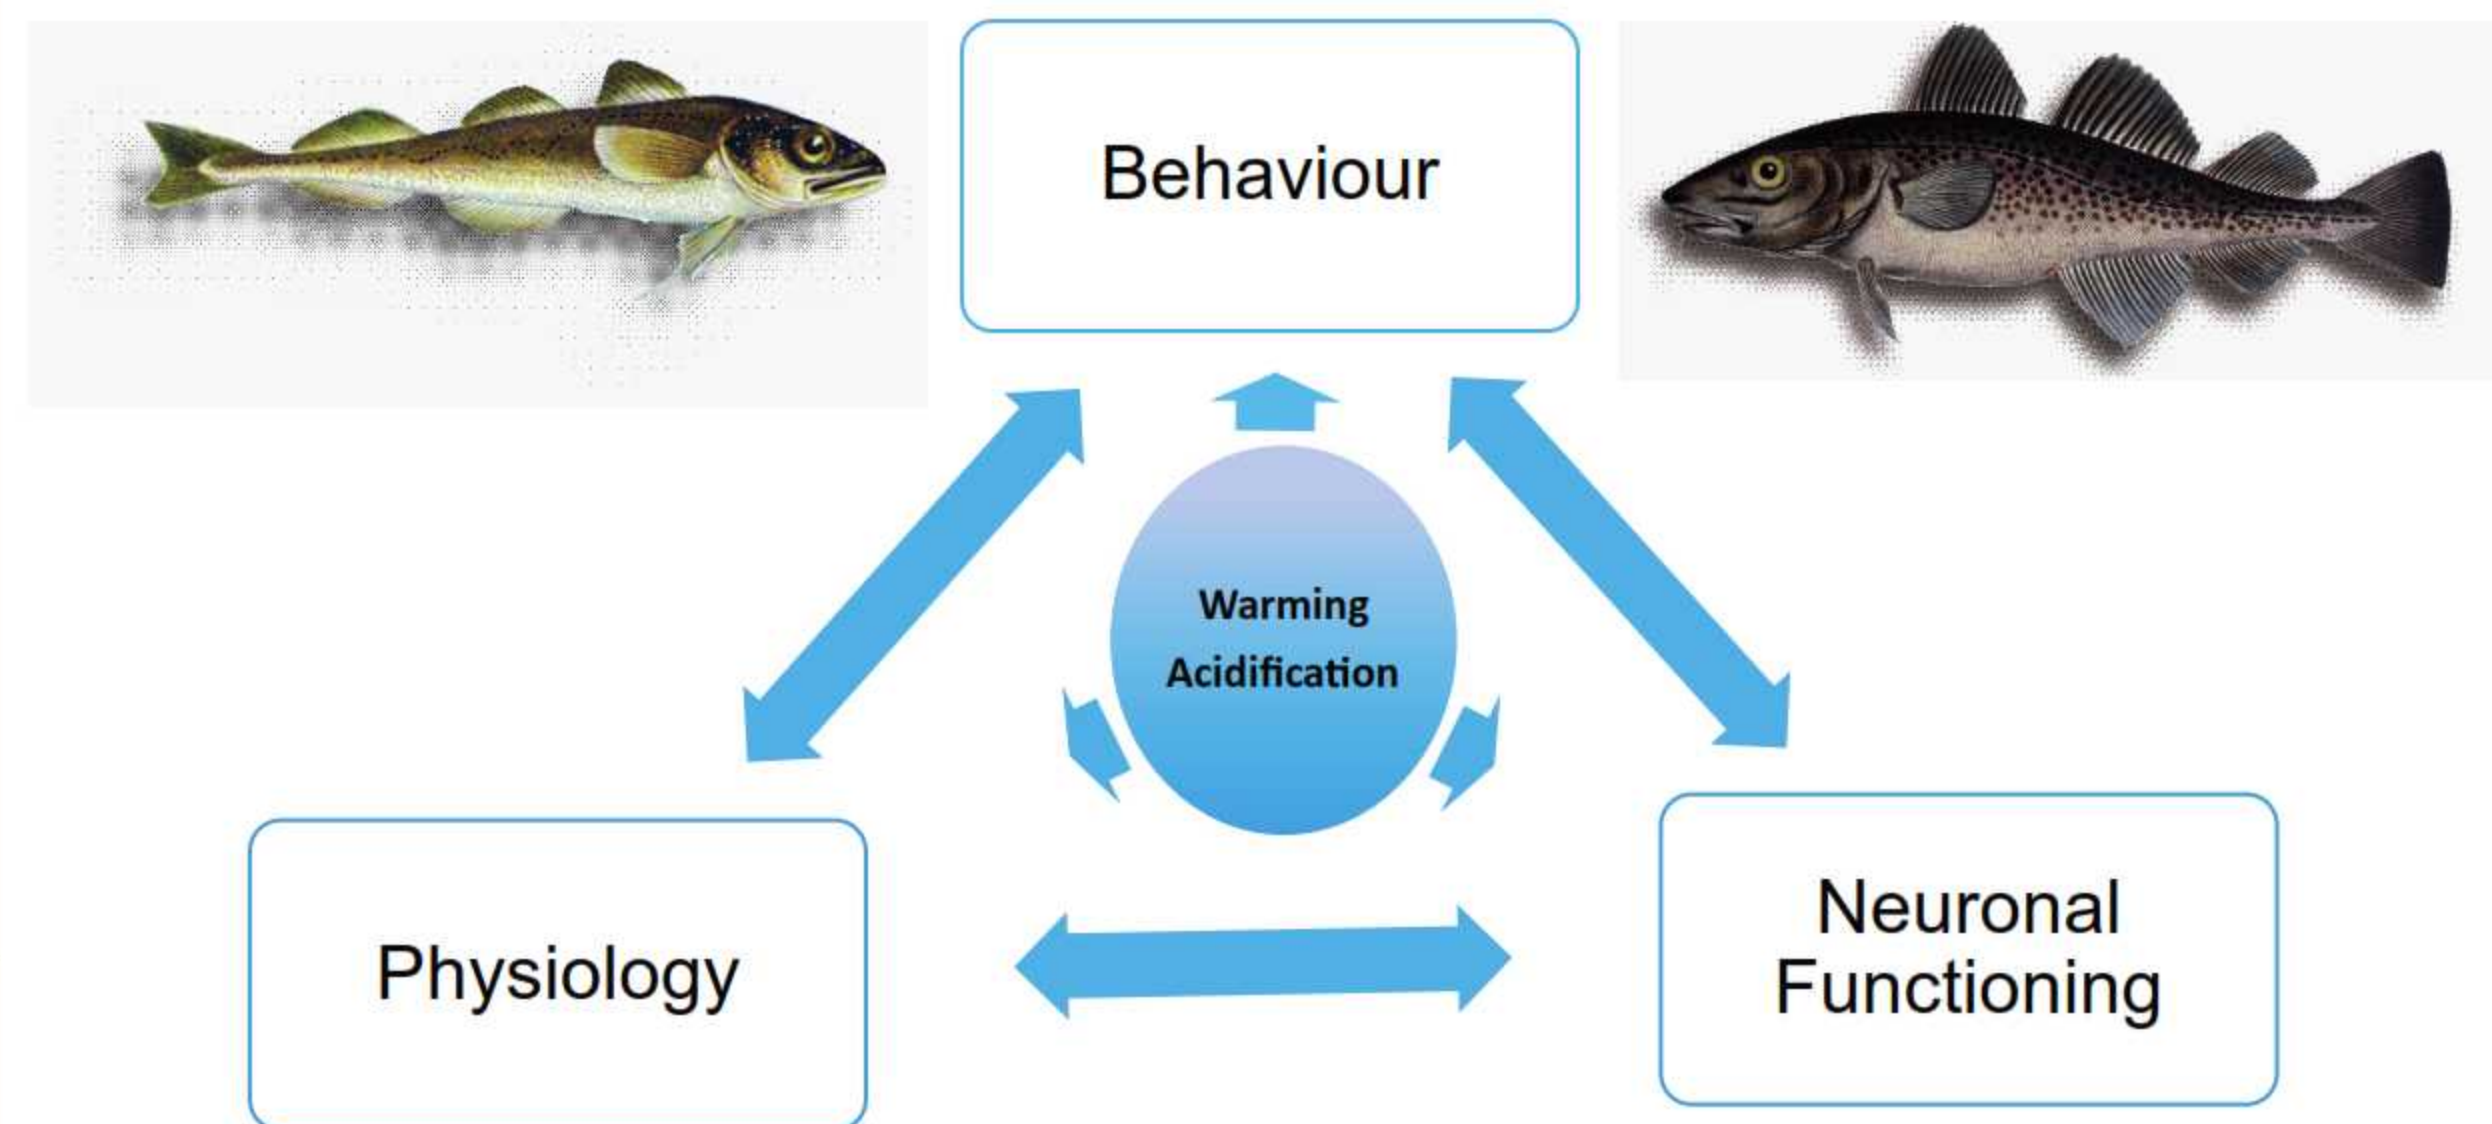 Behaviour
Warming
Acidification
Physiology
Neuronal
Functioning